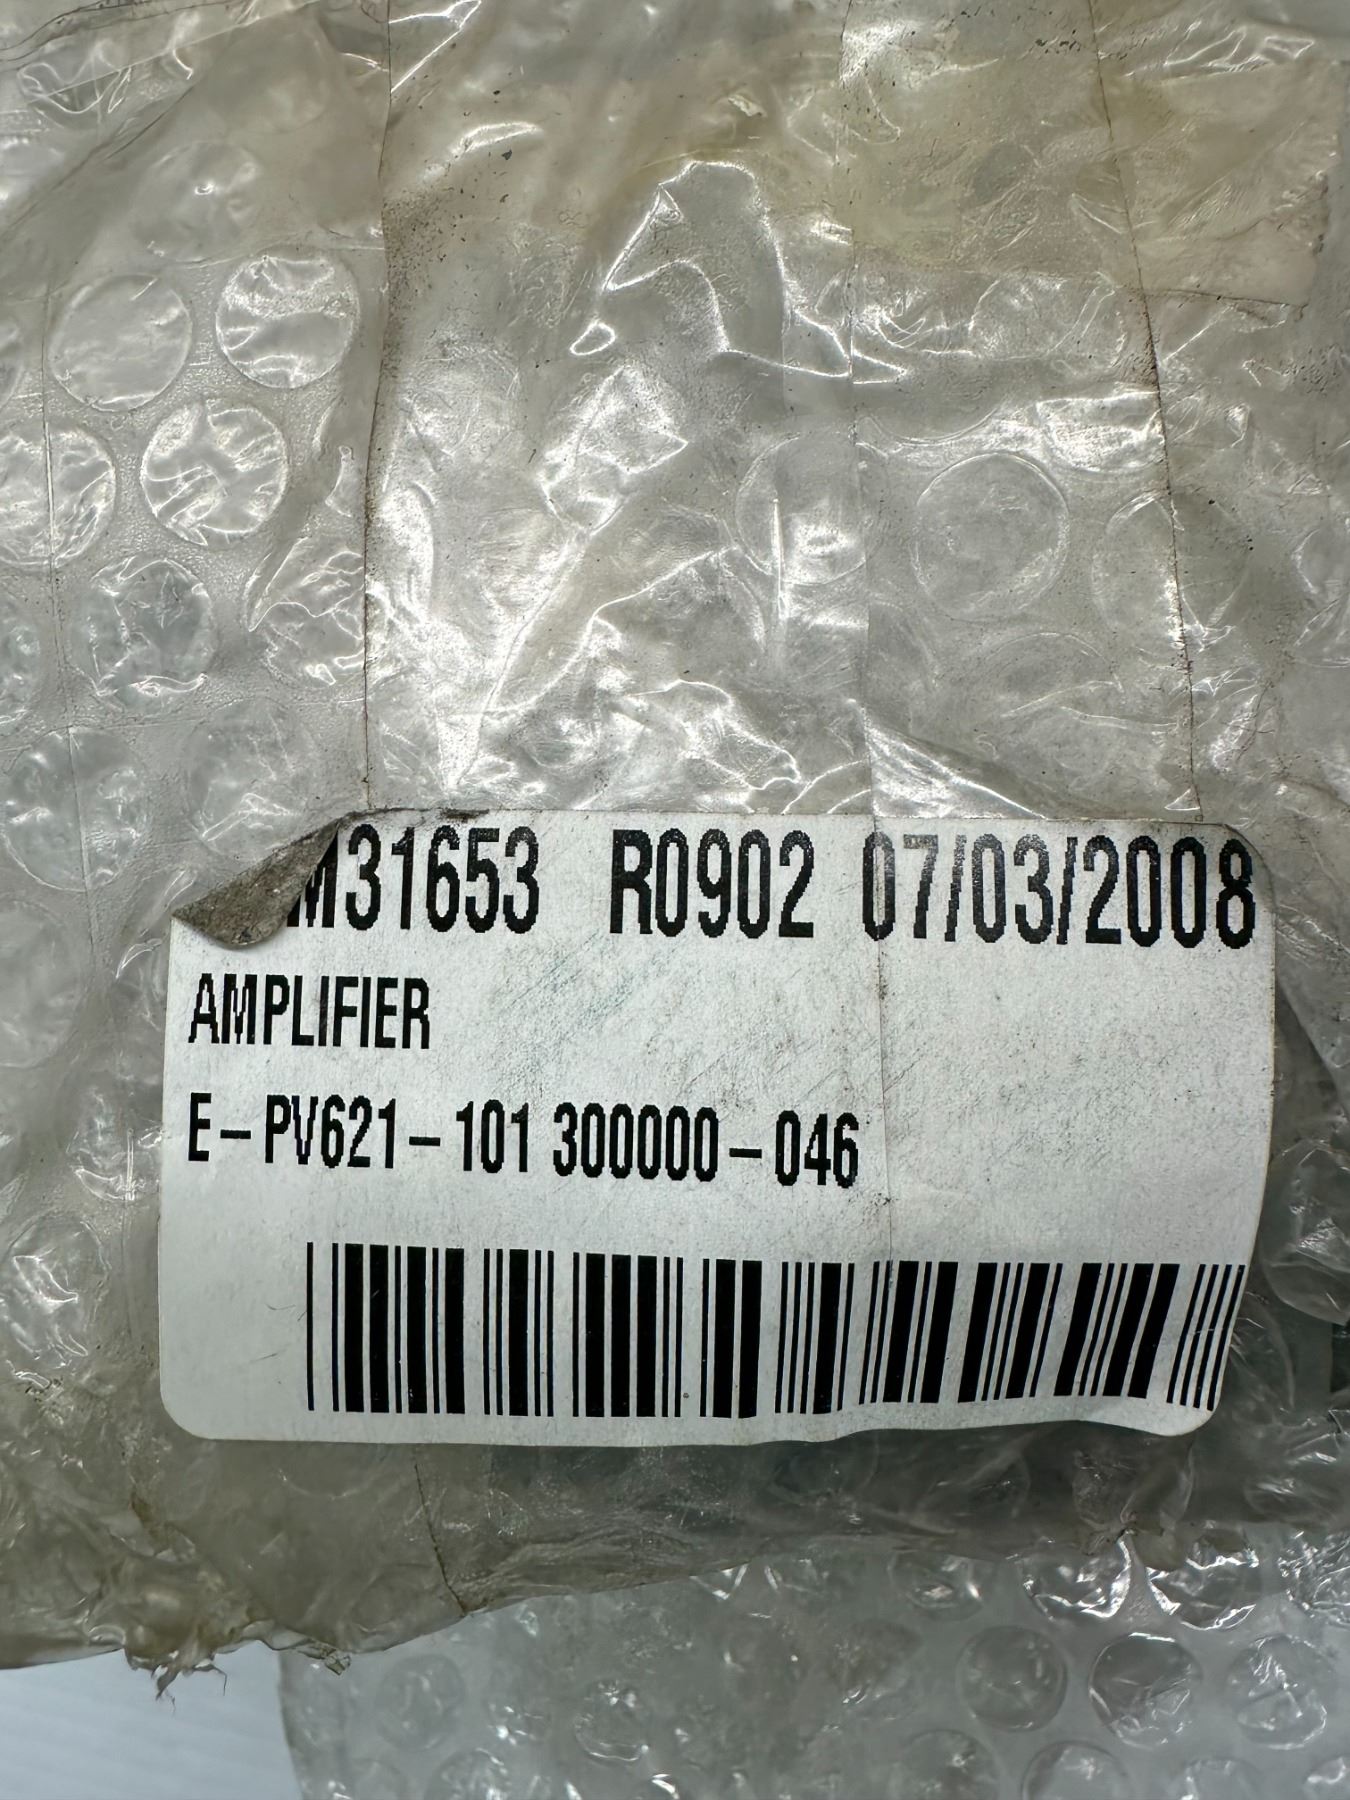 M31653 R0902 07/03/2008
AMPLIFIER
E-PV621-101 300000-046